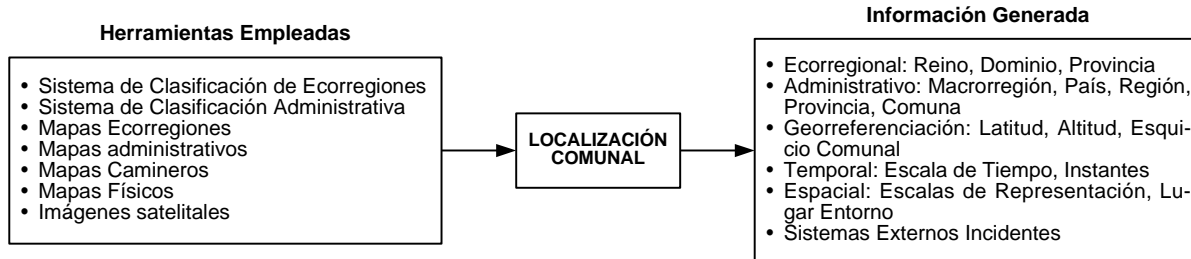 Herramientas Empleadas
• Sistema de Clasificación de Ecorregiones
• Sistema de Clasificación Administrativa
• Mapas Ecorregiones
• Mapas administrativos
• Mapas Camineros
• Mapas Físicos
• Imágenes satelitales
LOCALIZACIÓN
COMUNAL
Información Generada
• Ecorregional: Reino, Dominio, Provincia
• Administrativo: Macrorregión, País, Región,
Provincia, Comuna
• Georreferenciación: Latitud, Altitud, Esqui-
cio Comunal
• Temporal: Escala de Tiempo, Instantes
• Espacial: Escalas de Representación, Lu-
gar Entorno
• Sistemas Externos Incidentes